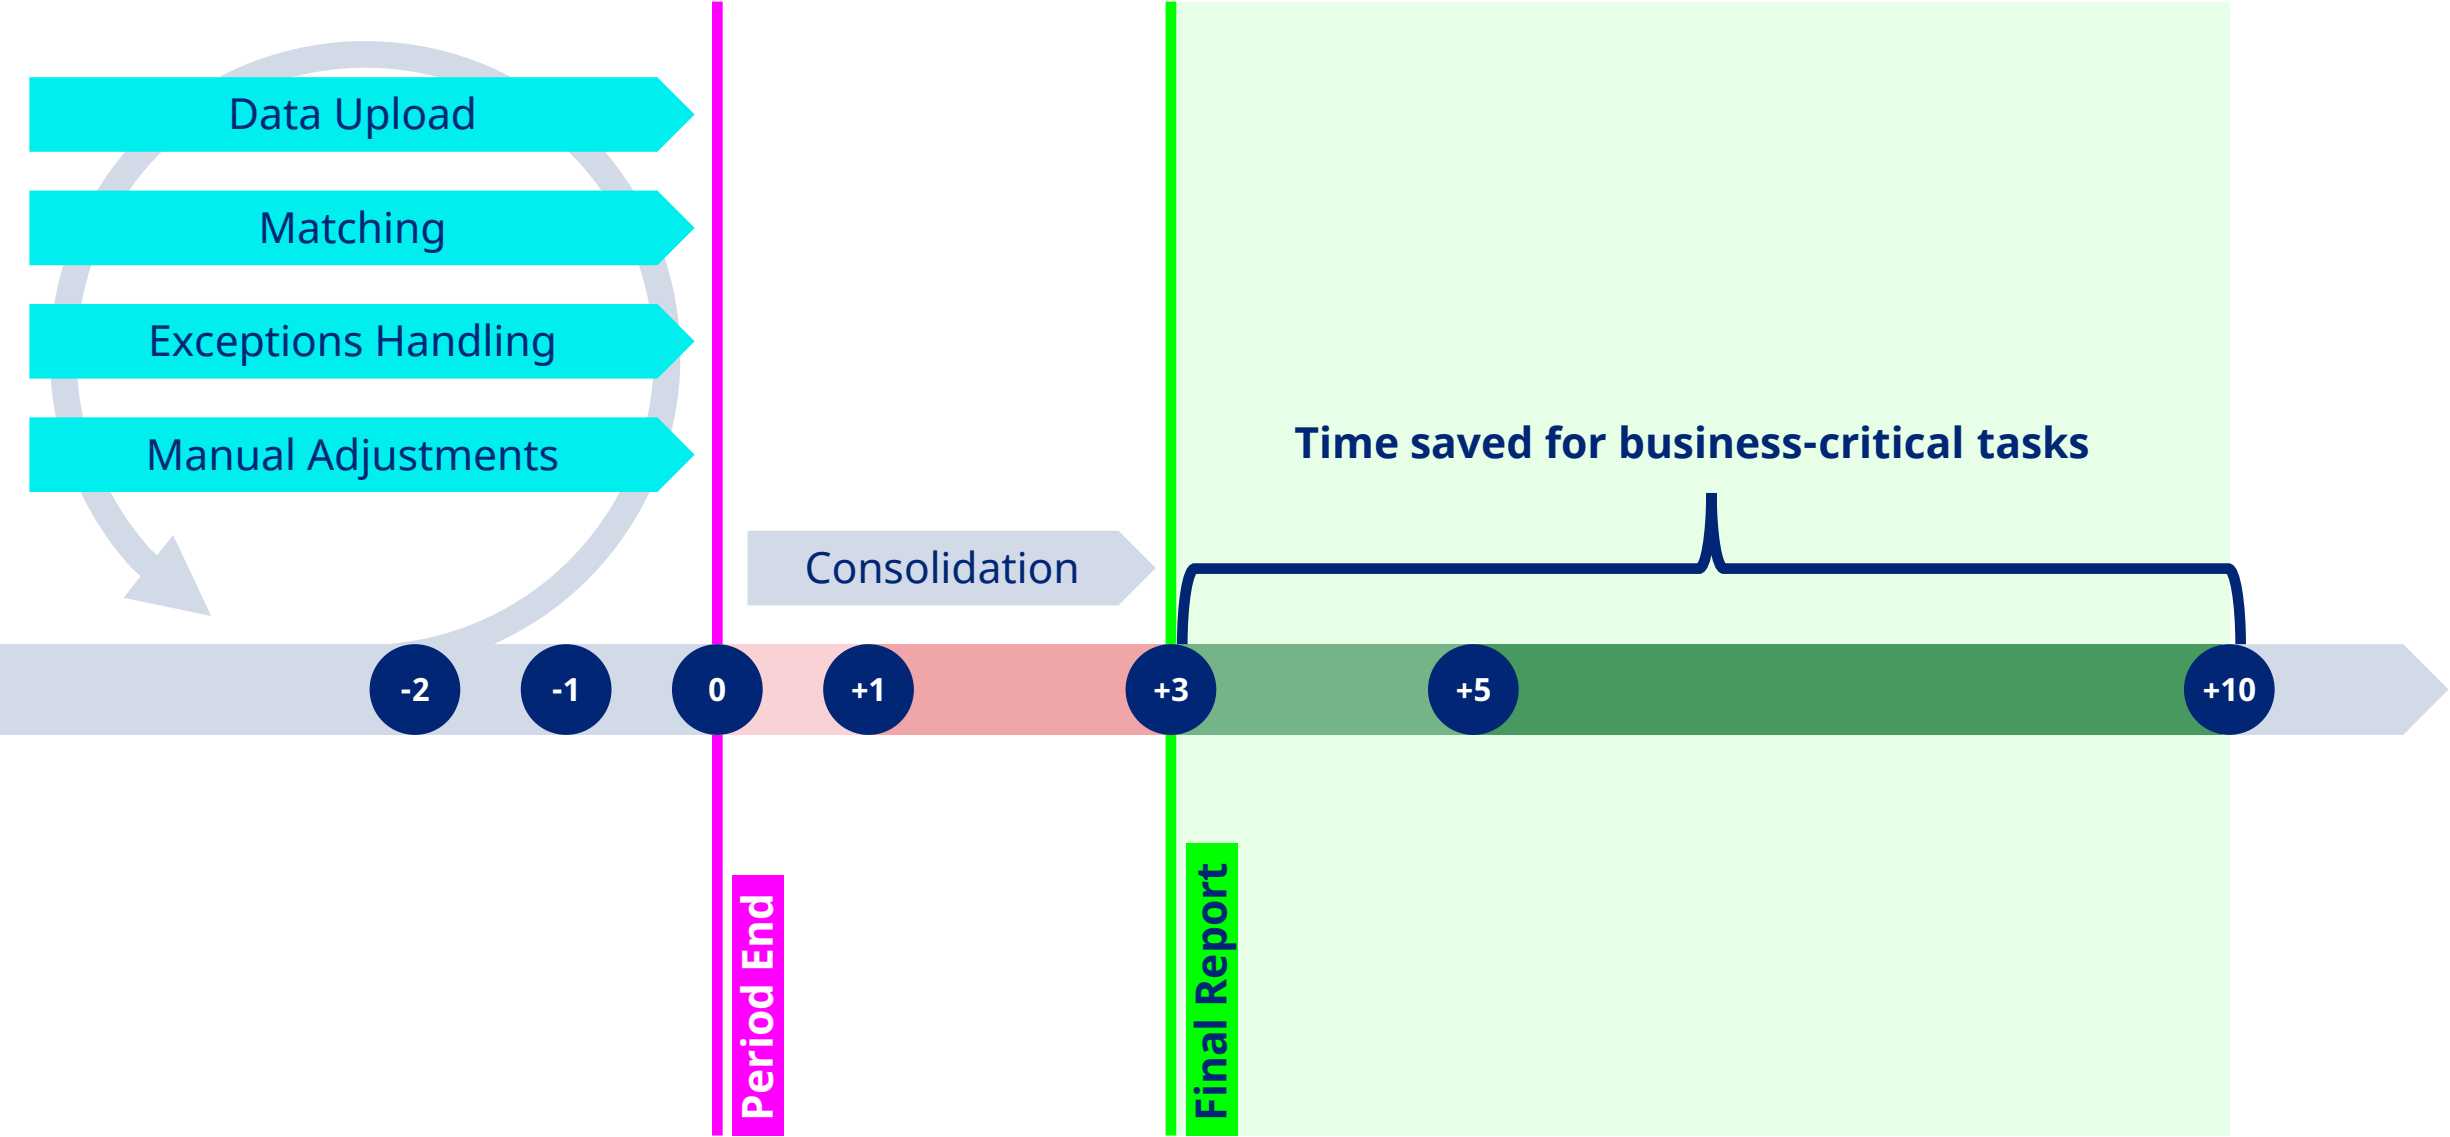 Data Upload
Matching
Exceptions Handling
Manual Adjustments
Time saved for business-critical tasks
Consolidation
-2
-1
0
+1
+3
+5
+10
Period End
Final Report